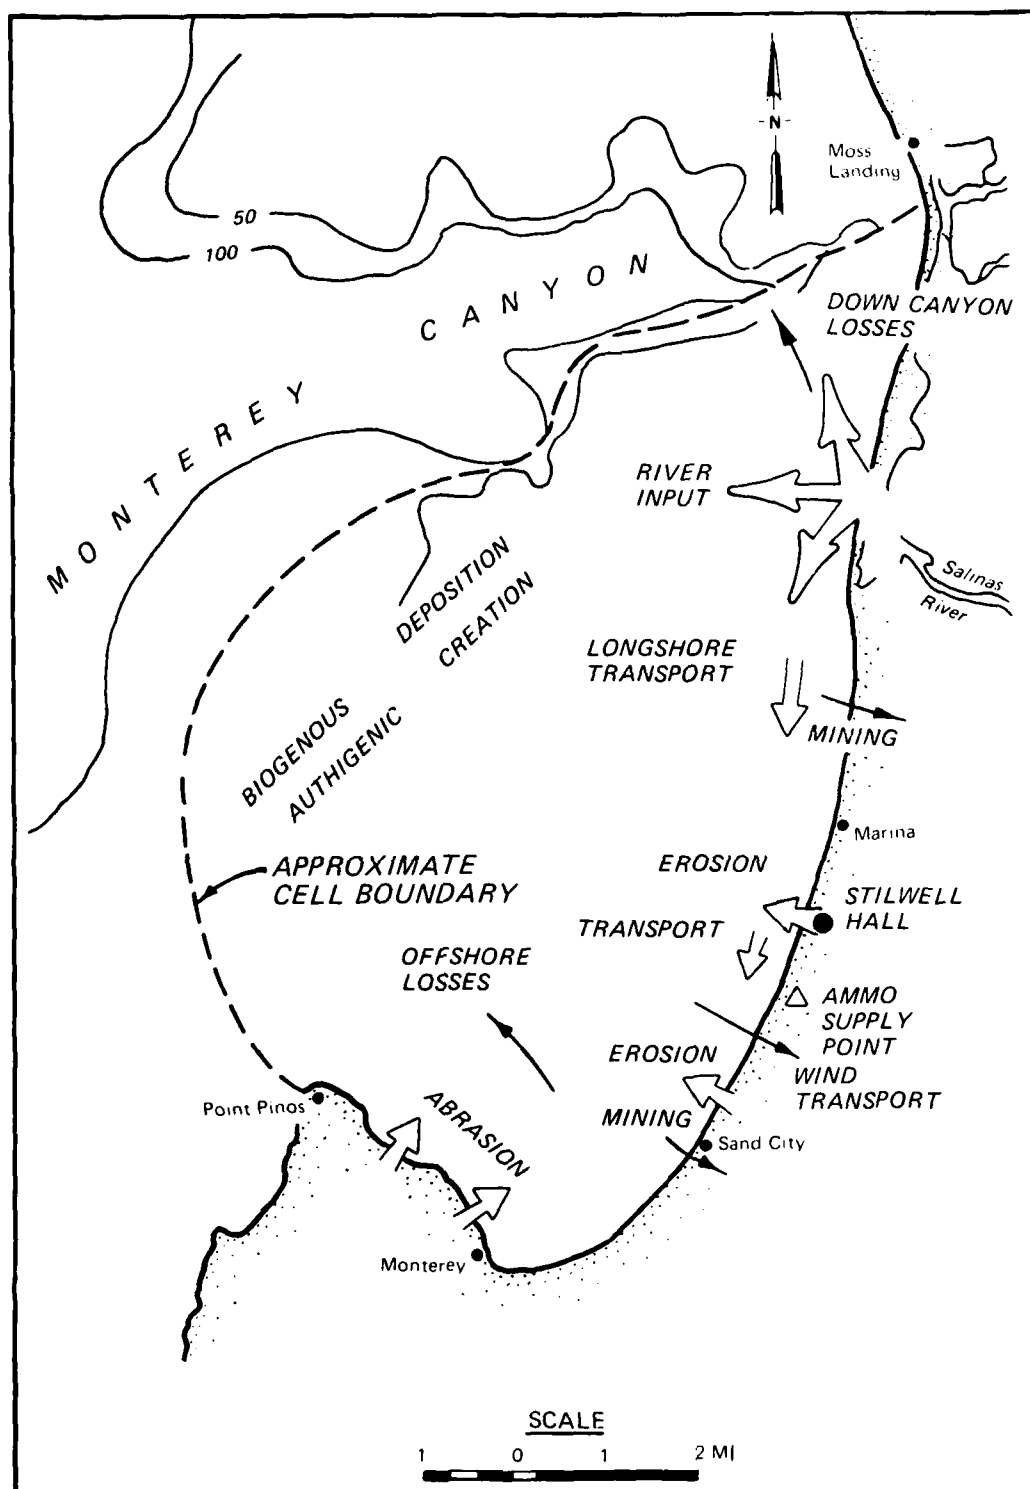 N
Moss
Landing
50
100
MONTEREY CANYON
DOWN CANYON
LOSSES
RIVER
INPUT
Salinas
River
DEPOSITION
CREATION
LONGSHORE
TRANSPORT
MINING
BIOGENOUS
AUTHIGENIC
Marina
APPROXIMATE
CELL BOUNDARY
EROSION
STILWELL
HALL
TRANSPORT
OFFSHORE
LOSSES
AMMO
SUPPLY
POINT
EROSION
WIND
TRANSPORT
Point Pinos
ABRASION
MINING
Sand City
Monterey
SCALE
1 0 1 2 MI